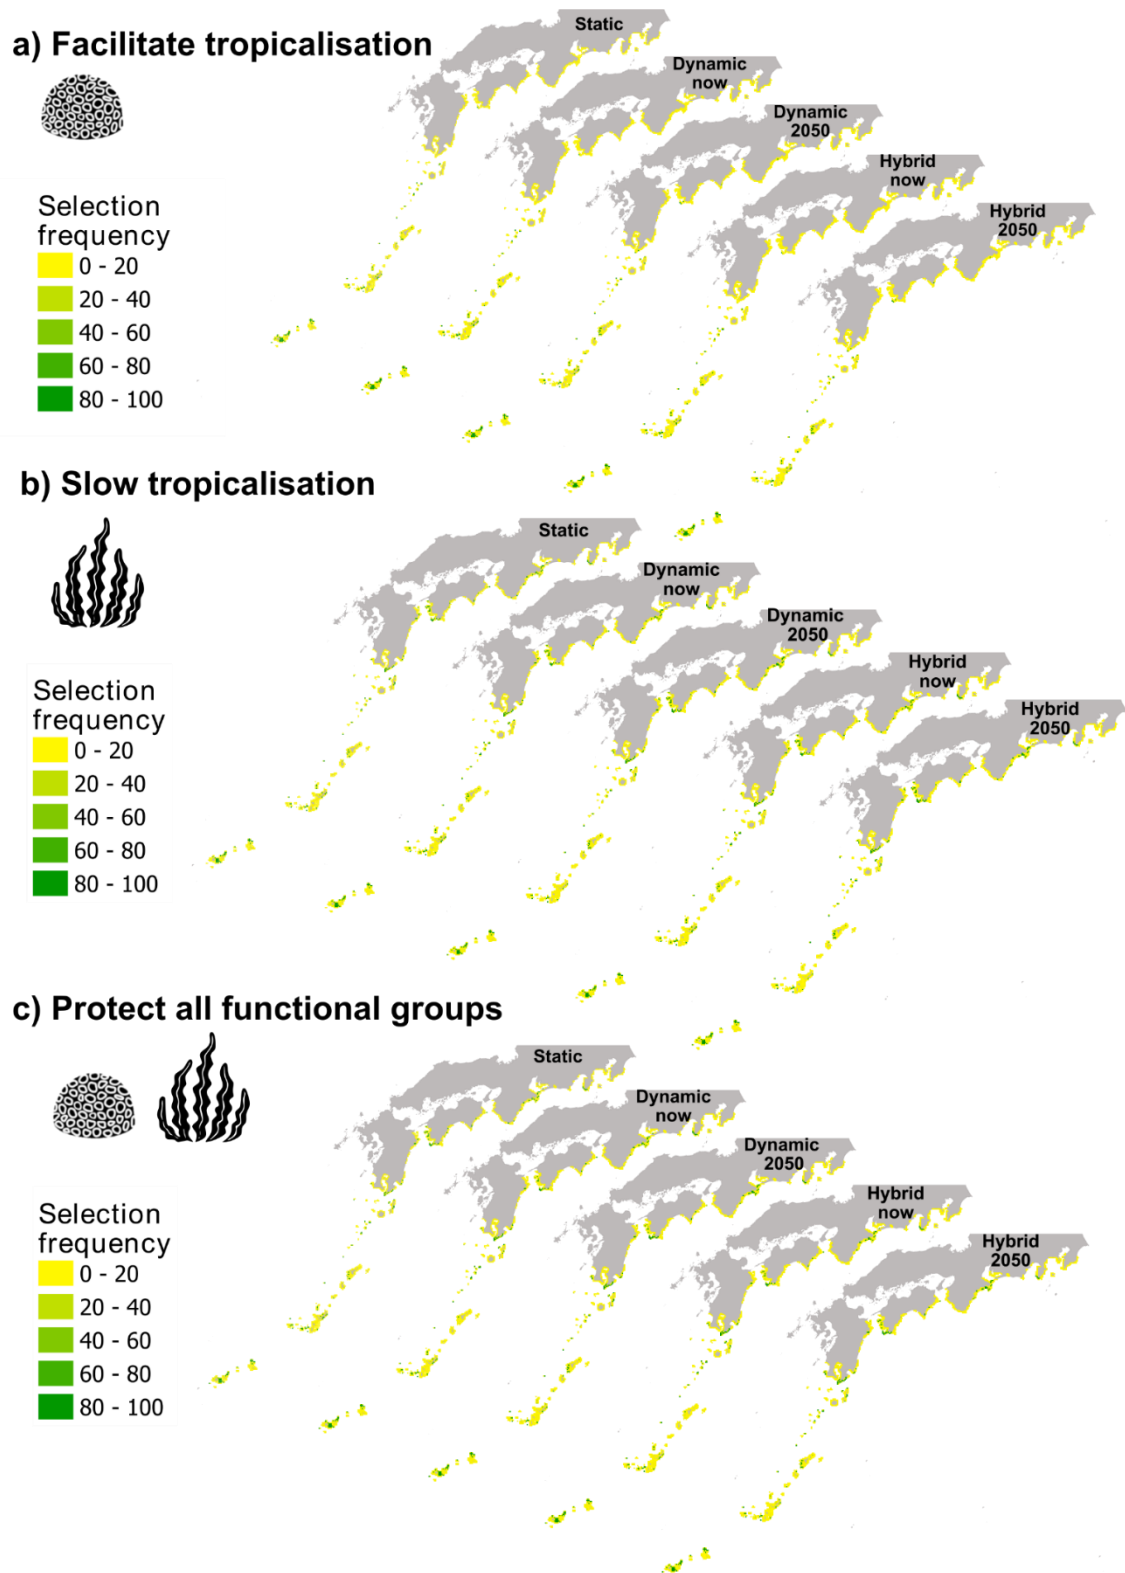 a) Facilitate tropicalisation
Static
Dynamic
now
Dynamic
2050
Hybrid
now
Hybrid
2050
Selection
frequency
0 - 20
20 - 40
40 - 60
60 - 80
80 - 100
b) Slow tropicalisation
Static
Dynamic
now
Dynamic
2050
Hybrid
now
Hybrid
2050
Selection
frequency
0 - 20
20 - 40
40 - 60
60 - 80
80 - 100
c) Protect all functional groups
Static
Dynamic
now
Dynamic
2050
Hybrid
now
Hybrid
2050
Selection
frequency
0 - 20
20 - 40
40 - 60
60 - 80
80 - 100